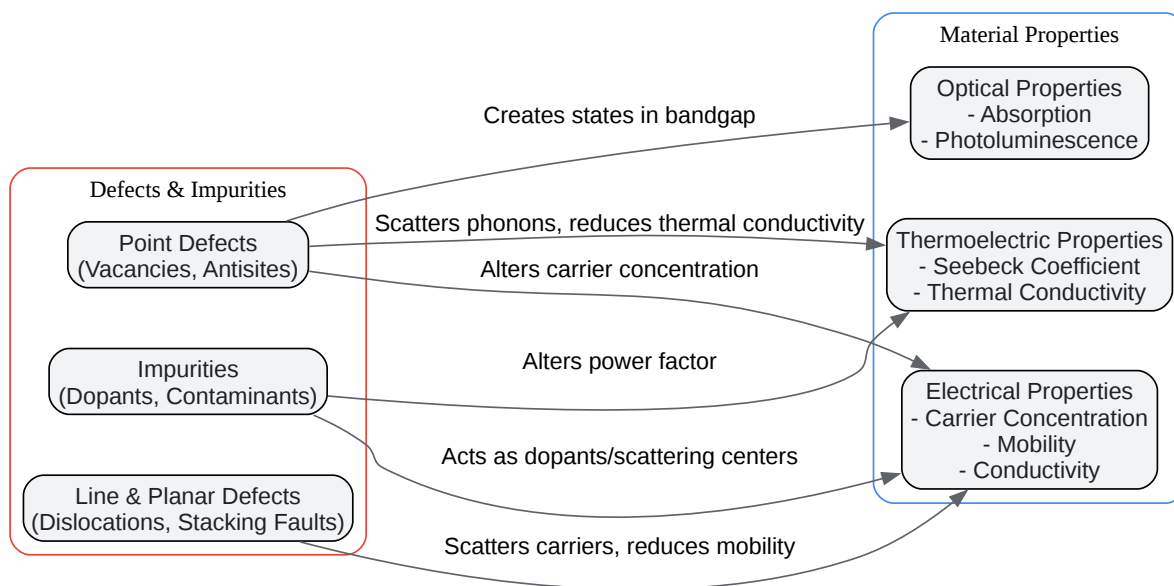 Material Properties
Optical Properties
- Absorption
- Photoluminescence
Creates states in bandgap
Defects & Impurities
Point Defects
(Vacancies, Antisites)
Scatters phonons, reduces thermal conductivity
Thermoelectric Properties
- Seebeck Coefficient
- Thermal Conductivity
Alters carrier concentration
Impurities
(Dopants, Contaminants)
Alters power factor
Electrical Properties
- Carrier Concentration
- Mobility
- Conductivity
Acts as dopants/scattering centers
Line & Planar Defects
(Dislocations, Stacking Faults)
Scatters carriers, reduces mobility